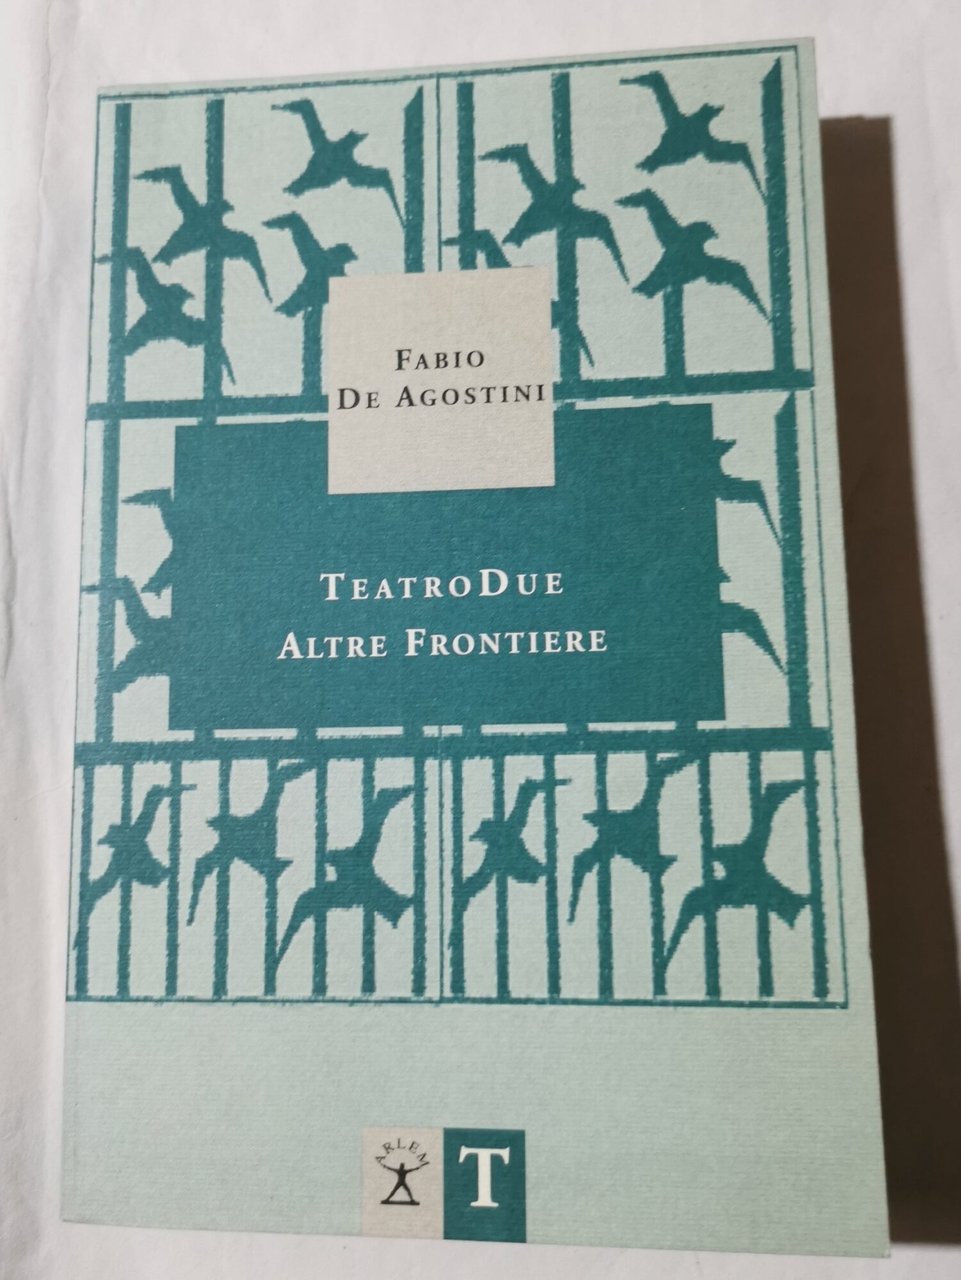 FABIO
DE AGOSTINI
TEATRODUE
ALTRE FRONTIERE
ARLEM
T